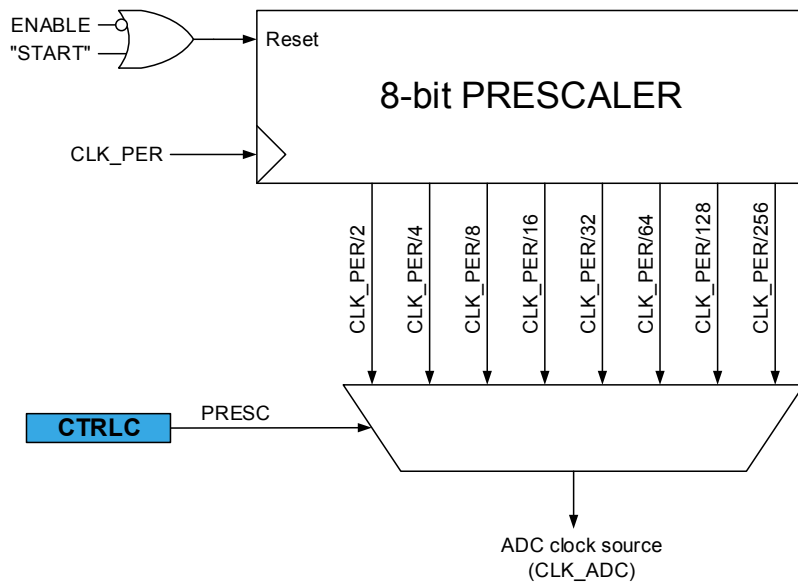 ENABLE
"START"
Reset
8-bit PRESCALER
CLK_PER
CLK_PER/2
CLK_PER/4
CLK_PER/8
CLK_PER/16
CLK_PER/32
CLK_PER/64
CLK_PER/128
CLK_PER/256
CTRLC
PRESC
ADC clock source
(CLK_ADC)